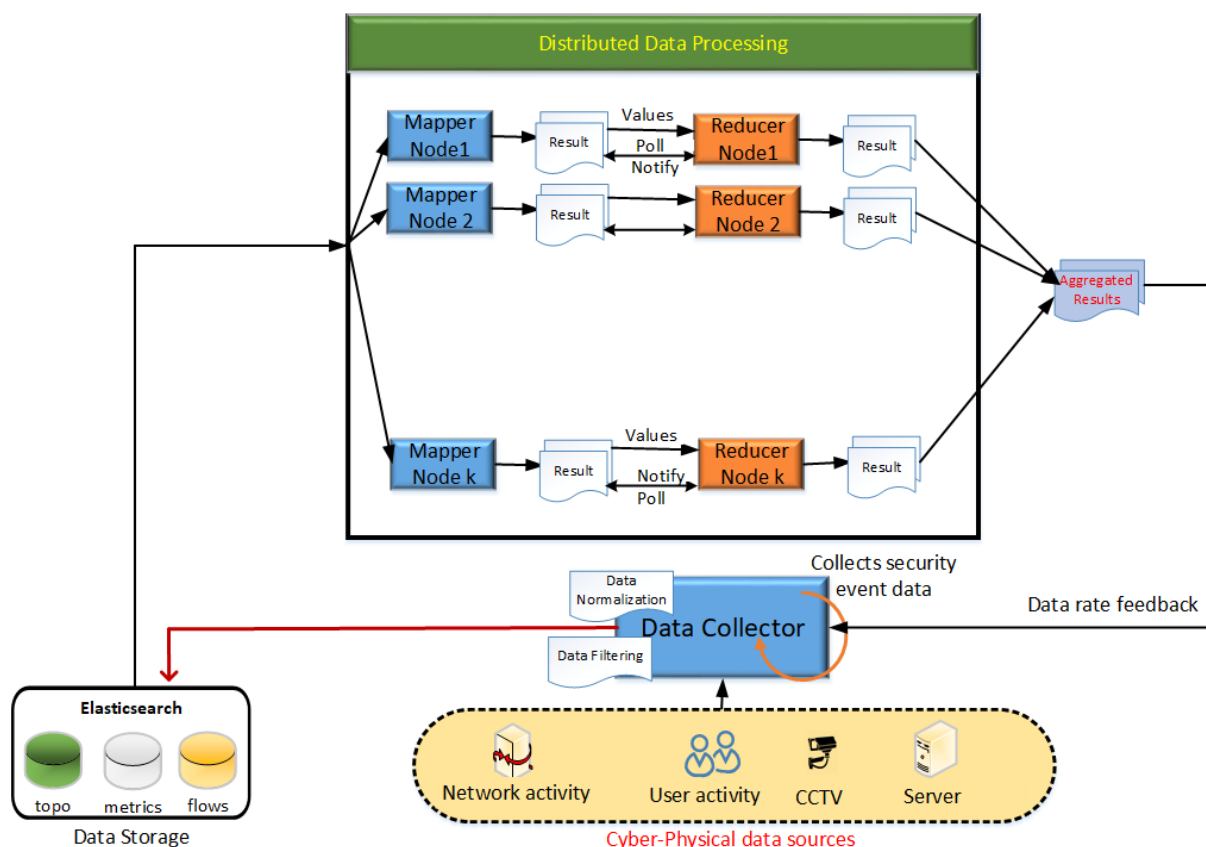 Distributed Data Processing
Mapper
Node1
Result
Values
Poll
Notify
Reducer
Node1
Result
Mapper
Node 2
Result
Reducer
Node 2
Result
Aggregated
Results
Mapper
Node k
Result
Values
Notify
Poll
Reducer
Node k
Result
Collects security
event data
Data
Normalization
Data Collector
Data Filtering
Data rate feedback
Elasticsearch
topo
metrics
flows
Data Storage
Network activity
User activity
CCTV
Server
Cyber-Physical data sources